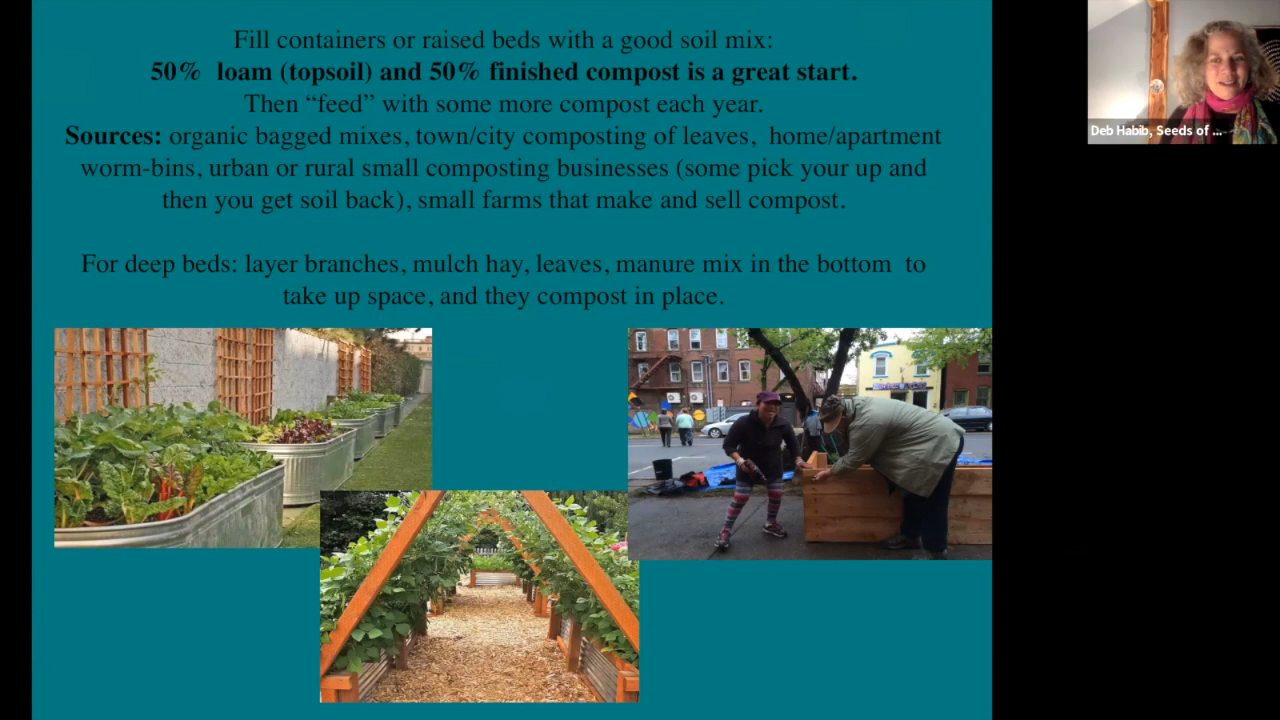 Fill containers or raised beds with a good soil mix:
50% loam (topsoil) and 50% finished compost is a great start.
Then “feed” with some more compost each year.
Sources: organic bagged mixes, town/city composting of leaves, home/apartment
worm-bins, urban or rural small composting businesses (some pick your up and
then you get soil back), small farms that make and sell compost.
For deep beds: layer branches, mulch hay, leaves, manure mix in the bottom to
take up space, and they compost in place.
Deb Habib, Seeds of ...